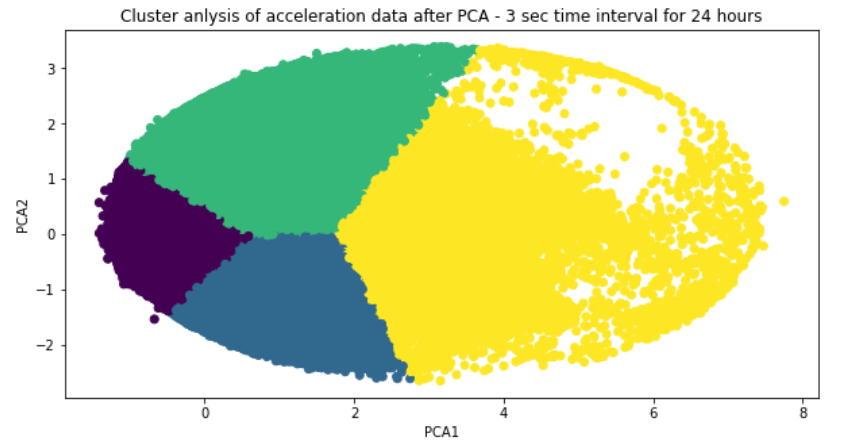 Cluster anlysis of acceleration data after PCA - 3 sec time interval for 24 hours
PCA2
3
2
1
0
−1
−2
0 2 4 6 8
PCA1